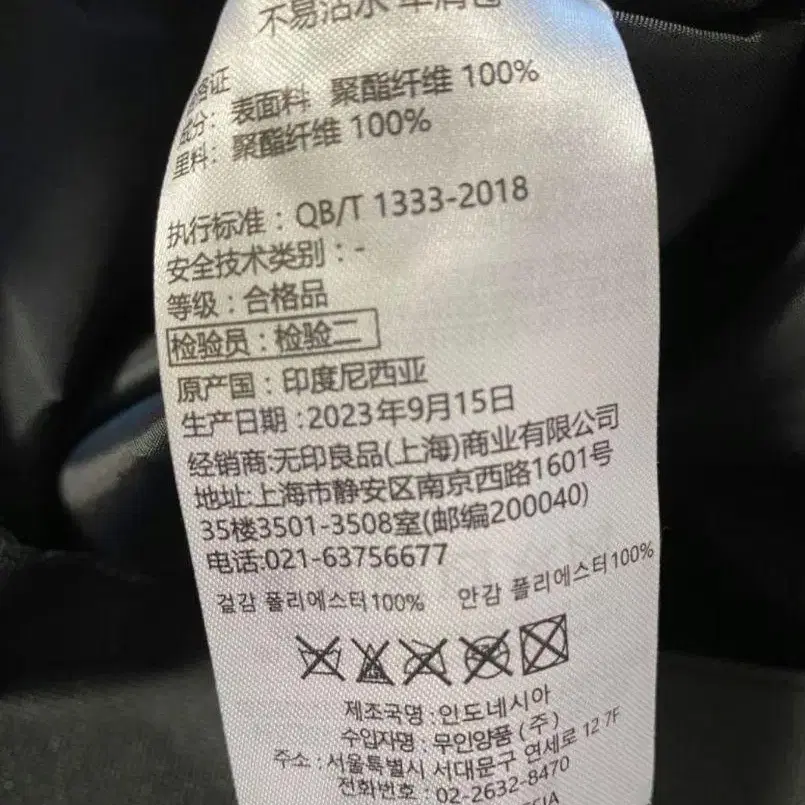 不易沾水 单肩包
格证
成分：表面料 聚酯纤维 100%
里料：聚酯纤维 100%
执行标准：QB/T 1333-2018
安全技术类别：-
等级：合格品
检验员：检验二
原产国：印度尼西亚
生产日期:2023年9月15日
经销商:无印良品(上海)商业有限公司
地址:上海市静安区南京西路1601号
35楼3501-3508室(邮编200040)
电话:021-63756677
겉감 폴리에스터100% 안감 폴리에스터100%
제조국명:인도네시아
수입자명:무인양품(주)
주소:서울특별시 서대문구 연세로 12 7F
전화번호:02-2632-8470